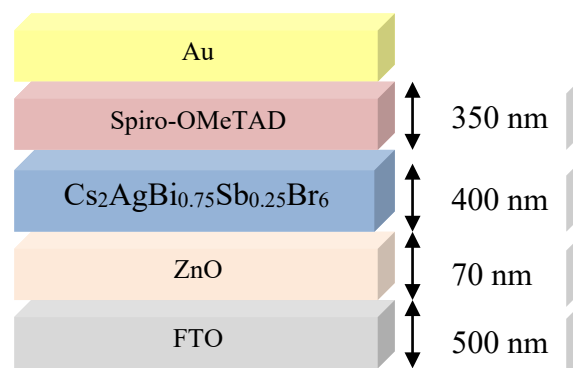 Au
Spiro-OMeTAD 350 nm
Cs₂AgBi₀.₇₅Sb₀.₂₅Br₆ 400 nm
ZnO 70 nm
FTO 500 nm